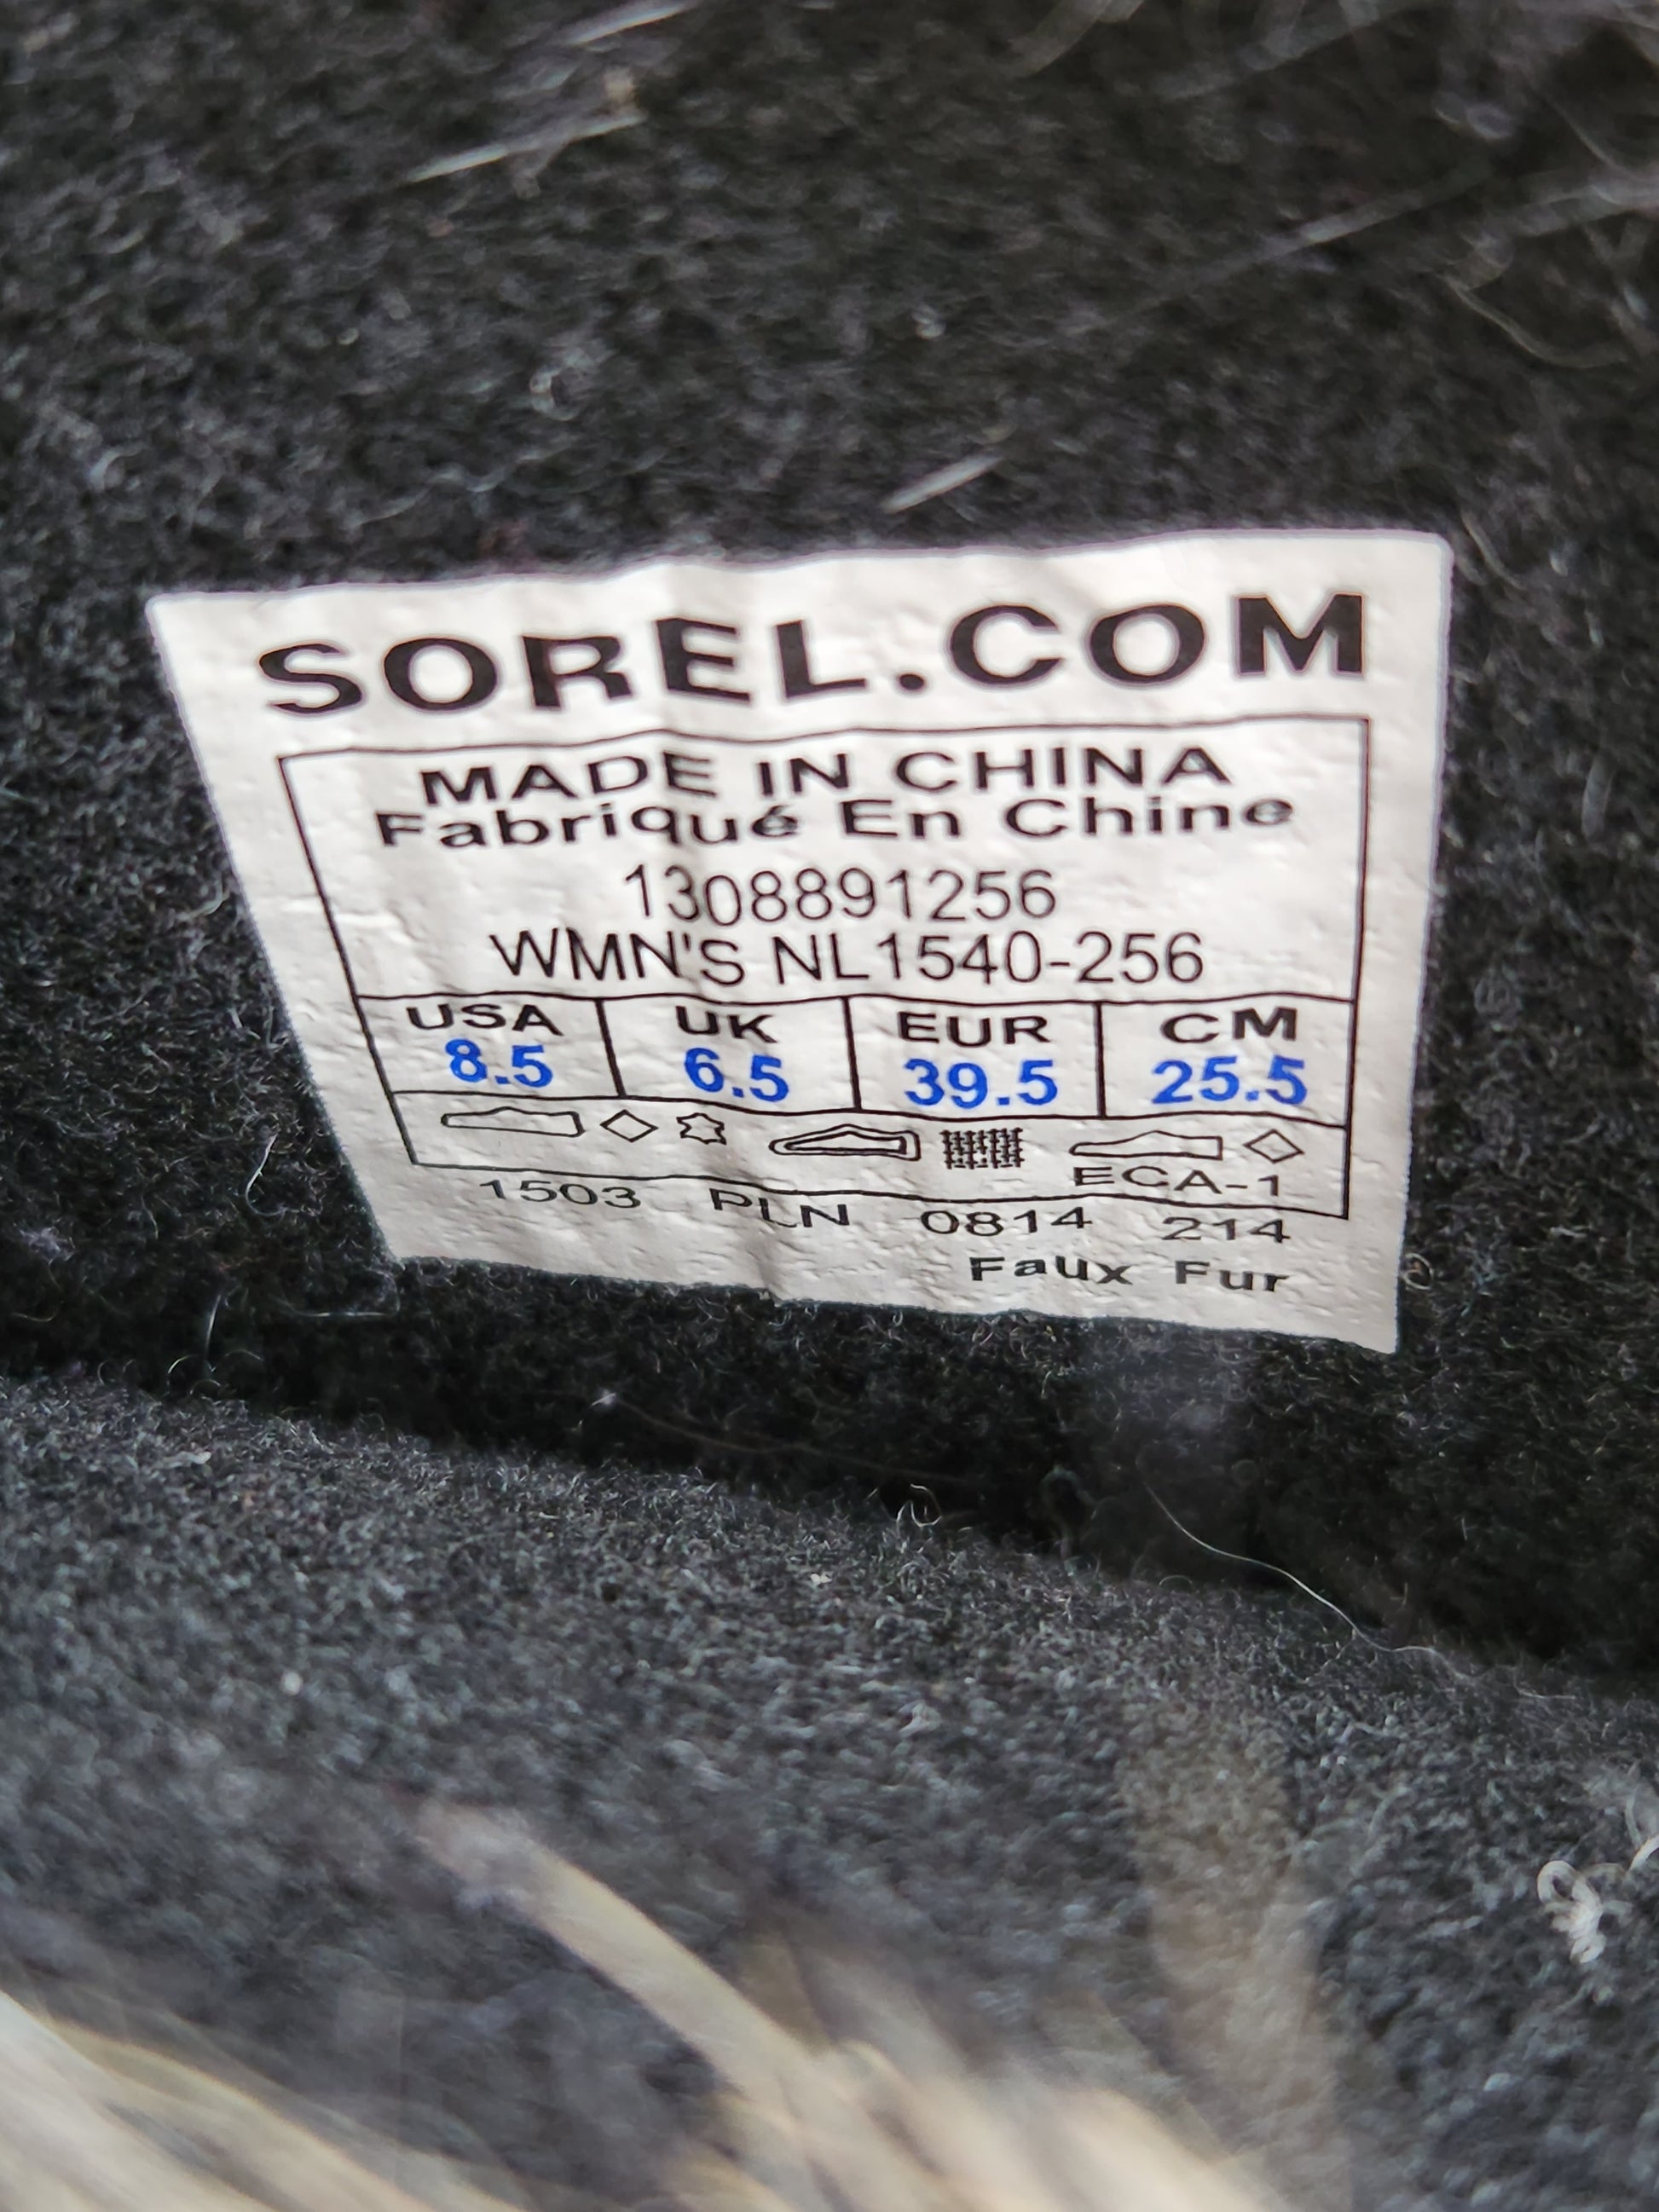 SOREL.COM
MADE IN CHINA
Fabriqué En Chine
1308891256
WMN'S NL1540-256
USA UK EUR CM
8.5 6.5 39.5 25.5
ECA-1
1503 PLN 0814 214
Faux Fur